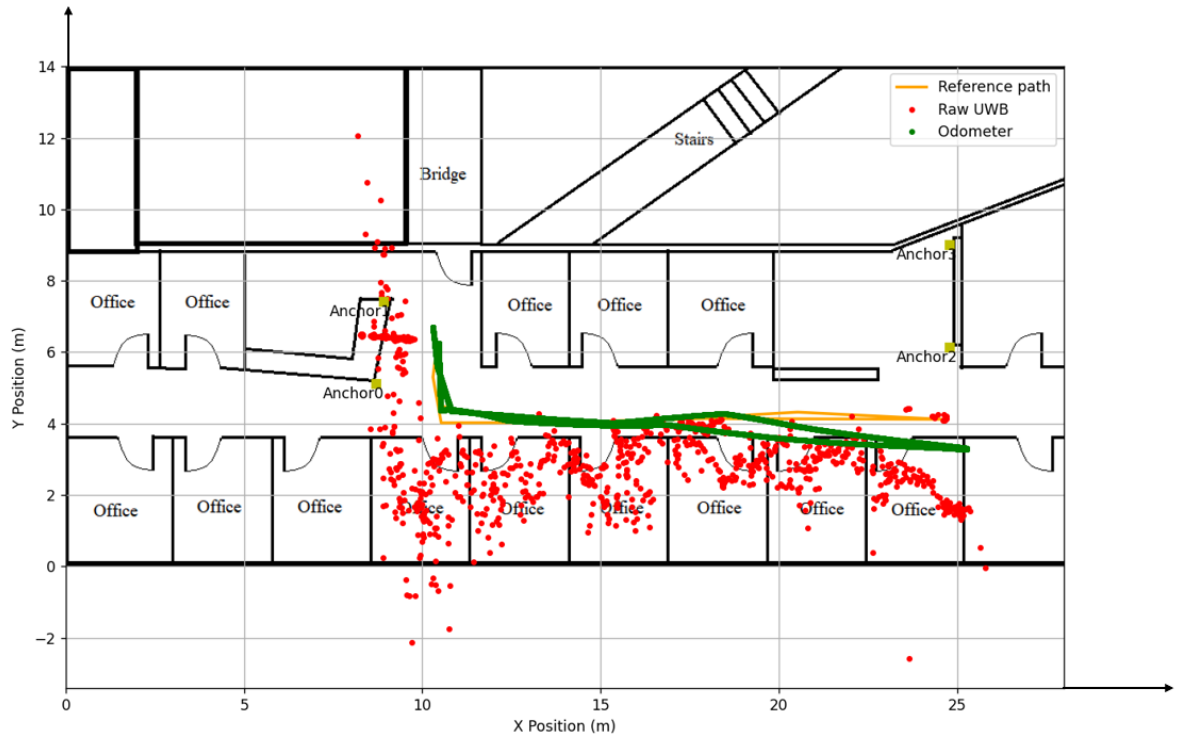 14
12
10
8
6
4
2
0
−2
Y Position (m)
Reference path
Raw UWB
Odometer
Stairs
Bridge
Anchor3
Office
Office
Anchor1
Office
Office
Office
Anchor2
Anchor0
Office
Office
Office
Office
Office
Office
Office
Office
Office
0
5
10
15
20
25
X Position (m)